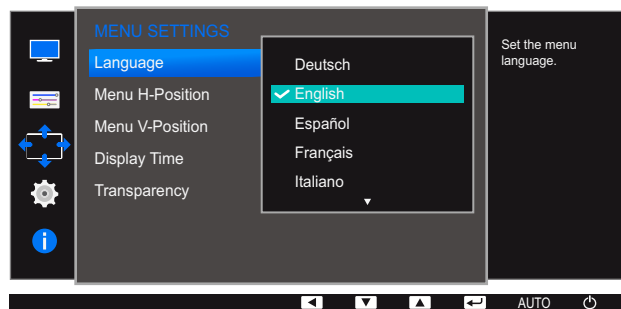 MENU SETTINGS
Language
Menu H-Position
Menu V-Position
Display Time
Transparency
Deutsch
English
Español
Français
Italiano
Set the menu
language.
AUTO